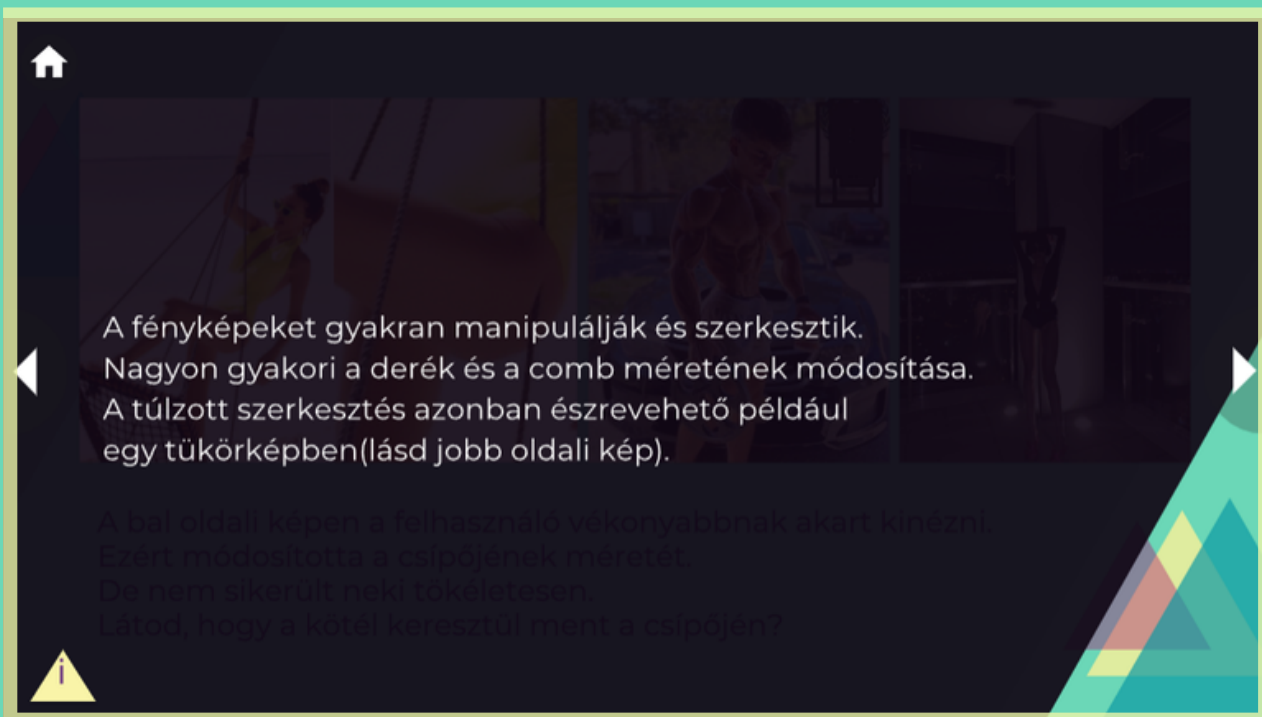 A fényképeket gyakran manipulálják és szerkesztik.
Nagyon gyakori a derék és a comb méretének módosítása.
A túlzott szerkesztés azonban észrevehető például
egy tükörképben(lásd jobb oldali kép).
A bal oldali képen a felhasználó vékonyabbnak akart kinézni.
Ezért módosította a csípőjének méretét.
De nem sikerült neki tökéletesen.
Látod, hogy a kötél keresztül ment a csípőjén?
i